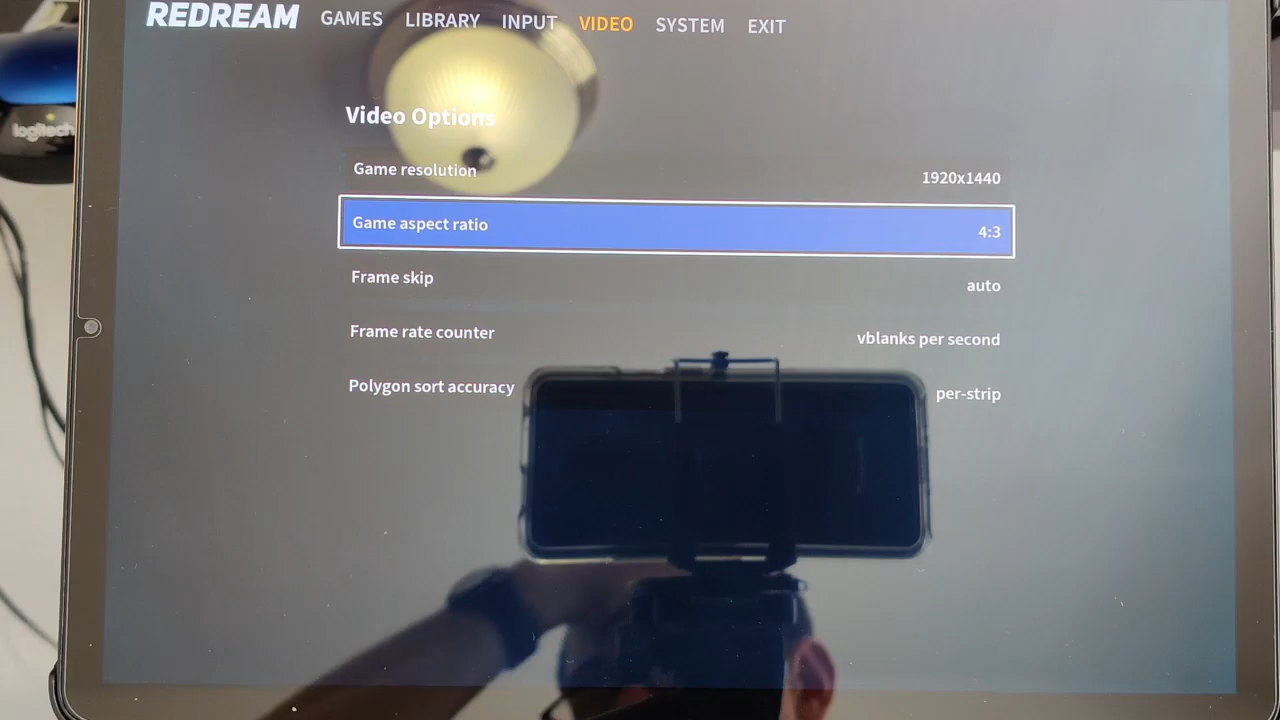 REDREAM GAMES LIBRARY INPUT VIDEO SYSTEM EXIT
logitech
Video Options
Game resolution 1920x1440
Game aspect ratio 4:3
Frame skip auto
Frame rate counter vblanks per second
Polygon sort accuracy per-strip